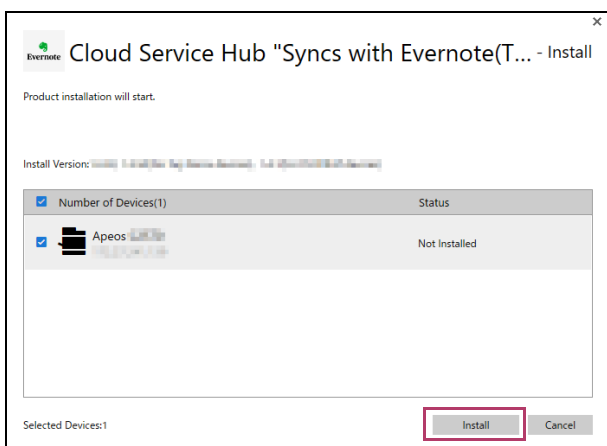 ×
Evernote
Cloud Service Hub "Syncs with Evernote(T... - Install
Product installation will start.
Install Version:
Number of Devices(1) Status
Apeos
Not Installed
Selected Devices:1 Install Cancel